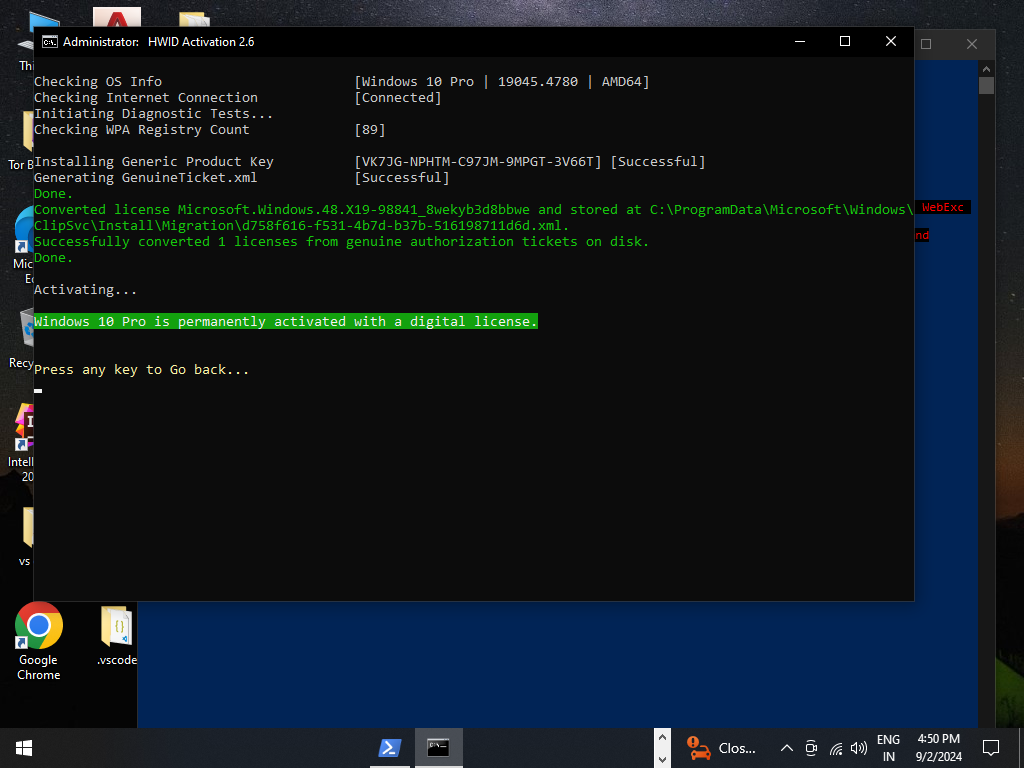 Administrator: HWID Activation 2.6
Checking OS Info [Windows 10 Pro | 19045.4780 | AMD64]
Checking Internet Connection [Connected]
Initiating Diagnostic Tests...
Checking WPA Registry Count [89]
Installing Generic Product Key [VK7JG-NPHTM-C97JM-9MPGT-3V66T] [Successful]
Generating GenuineTicket.xml [Successful]
Done.
Converted license Microsoft.Windows.48.X19-98841_8wekyb3d8bbwe and stored at C:\ProgramData\Microsoft\Windows\
ClipSvc\Install\Migration\d758f616-f531-4b7d-b37b-516198711d6d.xml.
Successfully converted 1 licenses from genuine authorization tickets on disk.
Done.
Activating...
Windows 10 Pro is permanently activated with a digital license.
Press any key to Go back...
WebExc
nd
Thi
Tor B
Mic
Ed
Recy
Intell
20
vs
Google
Chrome
.vscode
Clos...
ENG
IN
4:50 PM
9/2/2024